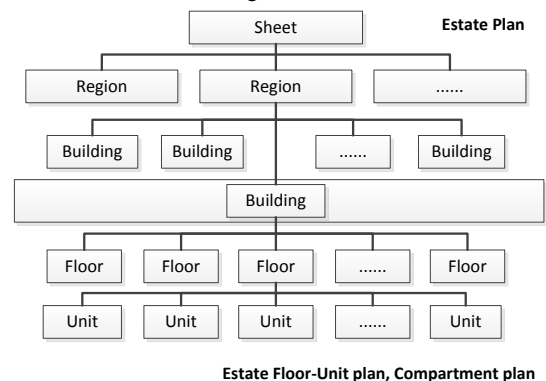 Sheet
Estate Plan
Region Region ......
Building Building ...... Building
Building
Floor Floor Floor ...... Floor
Unit Unit Unit ...... Unit
Estate Floor-Unit plan, Compartment plan